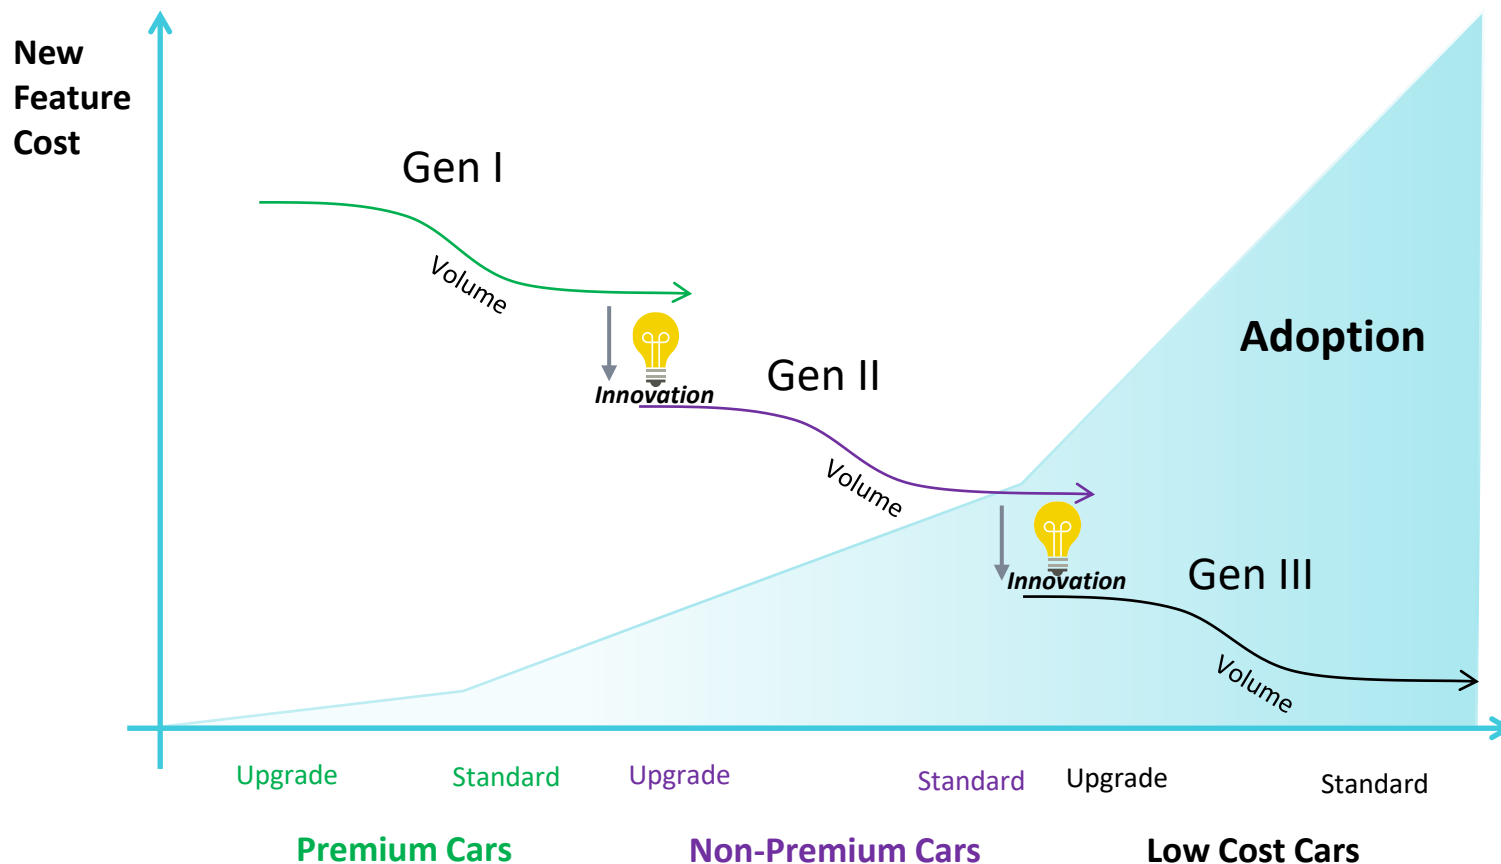 New
Feature
Cost
Gen I
Volume
Innovation
Gen II
Volume
Adoption
Innovation
Gen III
Volume
Upgrade Standard Upgrade Standard Upgrade Standard
Premium Cars Non-Premium Cars Low Cost Cars